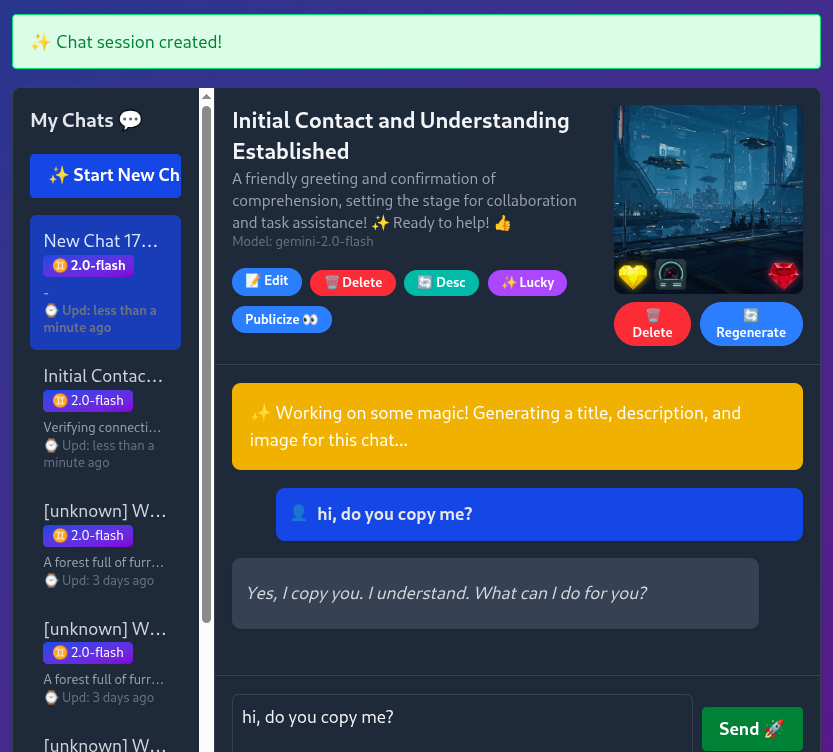 ✨ Chat session created!
My Chats 💬
✨ Start New Ch
New Chat 17...
♊ 2.0-flash
-
⌚ Upd: less than a
minute ago
Initial Contac...
♊ 2.0-flash
Verifying connecti...
⌚ Upd: less than a
minute ago
[unknown] W...
♊ 2.0-flash
A forest full of furr...
⌚ Upd: 3 days ago
[unknown] W...
♊ 2.0-flash
A forest full of furr...
⌚ Upd: 3 days ago
[unknown] W...
Initial Contact and Understanding
Established
A friendly greeting and confirmation of
comprehension, setting the stage for collaboration
and task assistance! ✨ Ready to help! 👍
Model: gemini-2.0-flash
📝 Edit 🗑️ Delete 🔄 Desc ✨ Lucky
Publicize 👀
🗑️ Delete
🔄 Regenerate
✨ Working on some magic! Generating a title, description, and
image for this chat...
👤 hi, do you copy me?
Yes, I copy you. I understand. What can I do for you?
hi, do you copy me?
Send 🚀